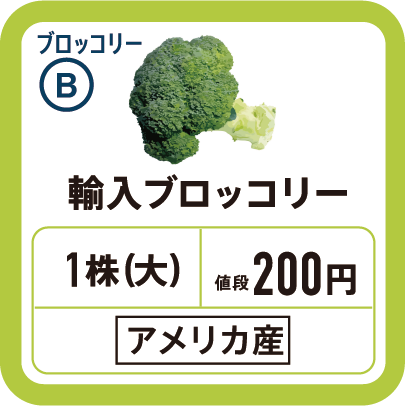 ブロッコリー
B
輸入ブロッコリー
1株(大)
値段200円
アメリカ産